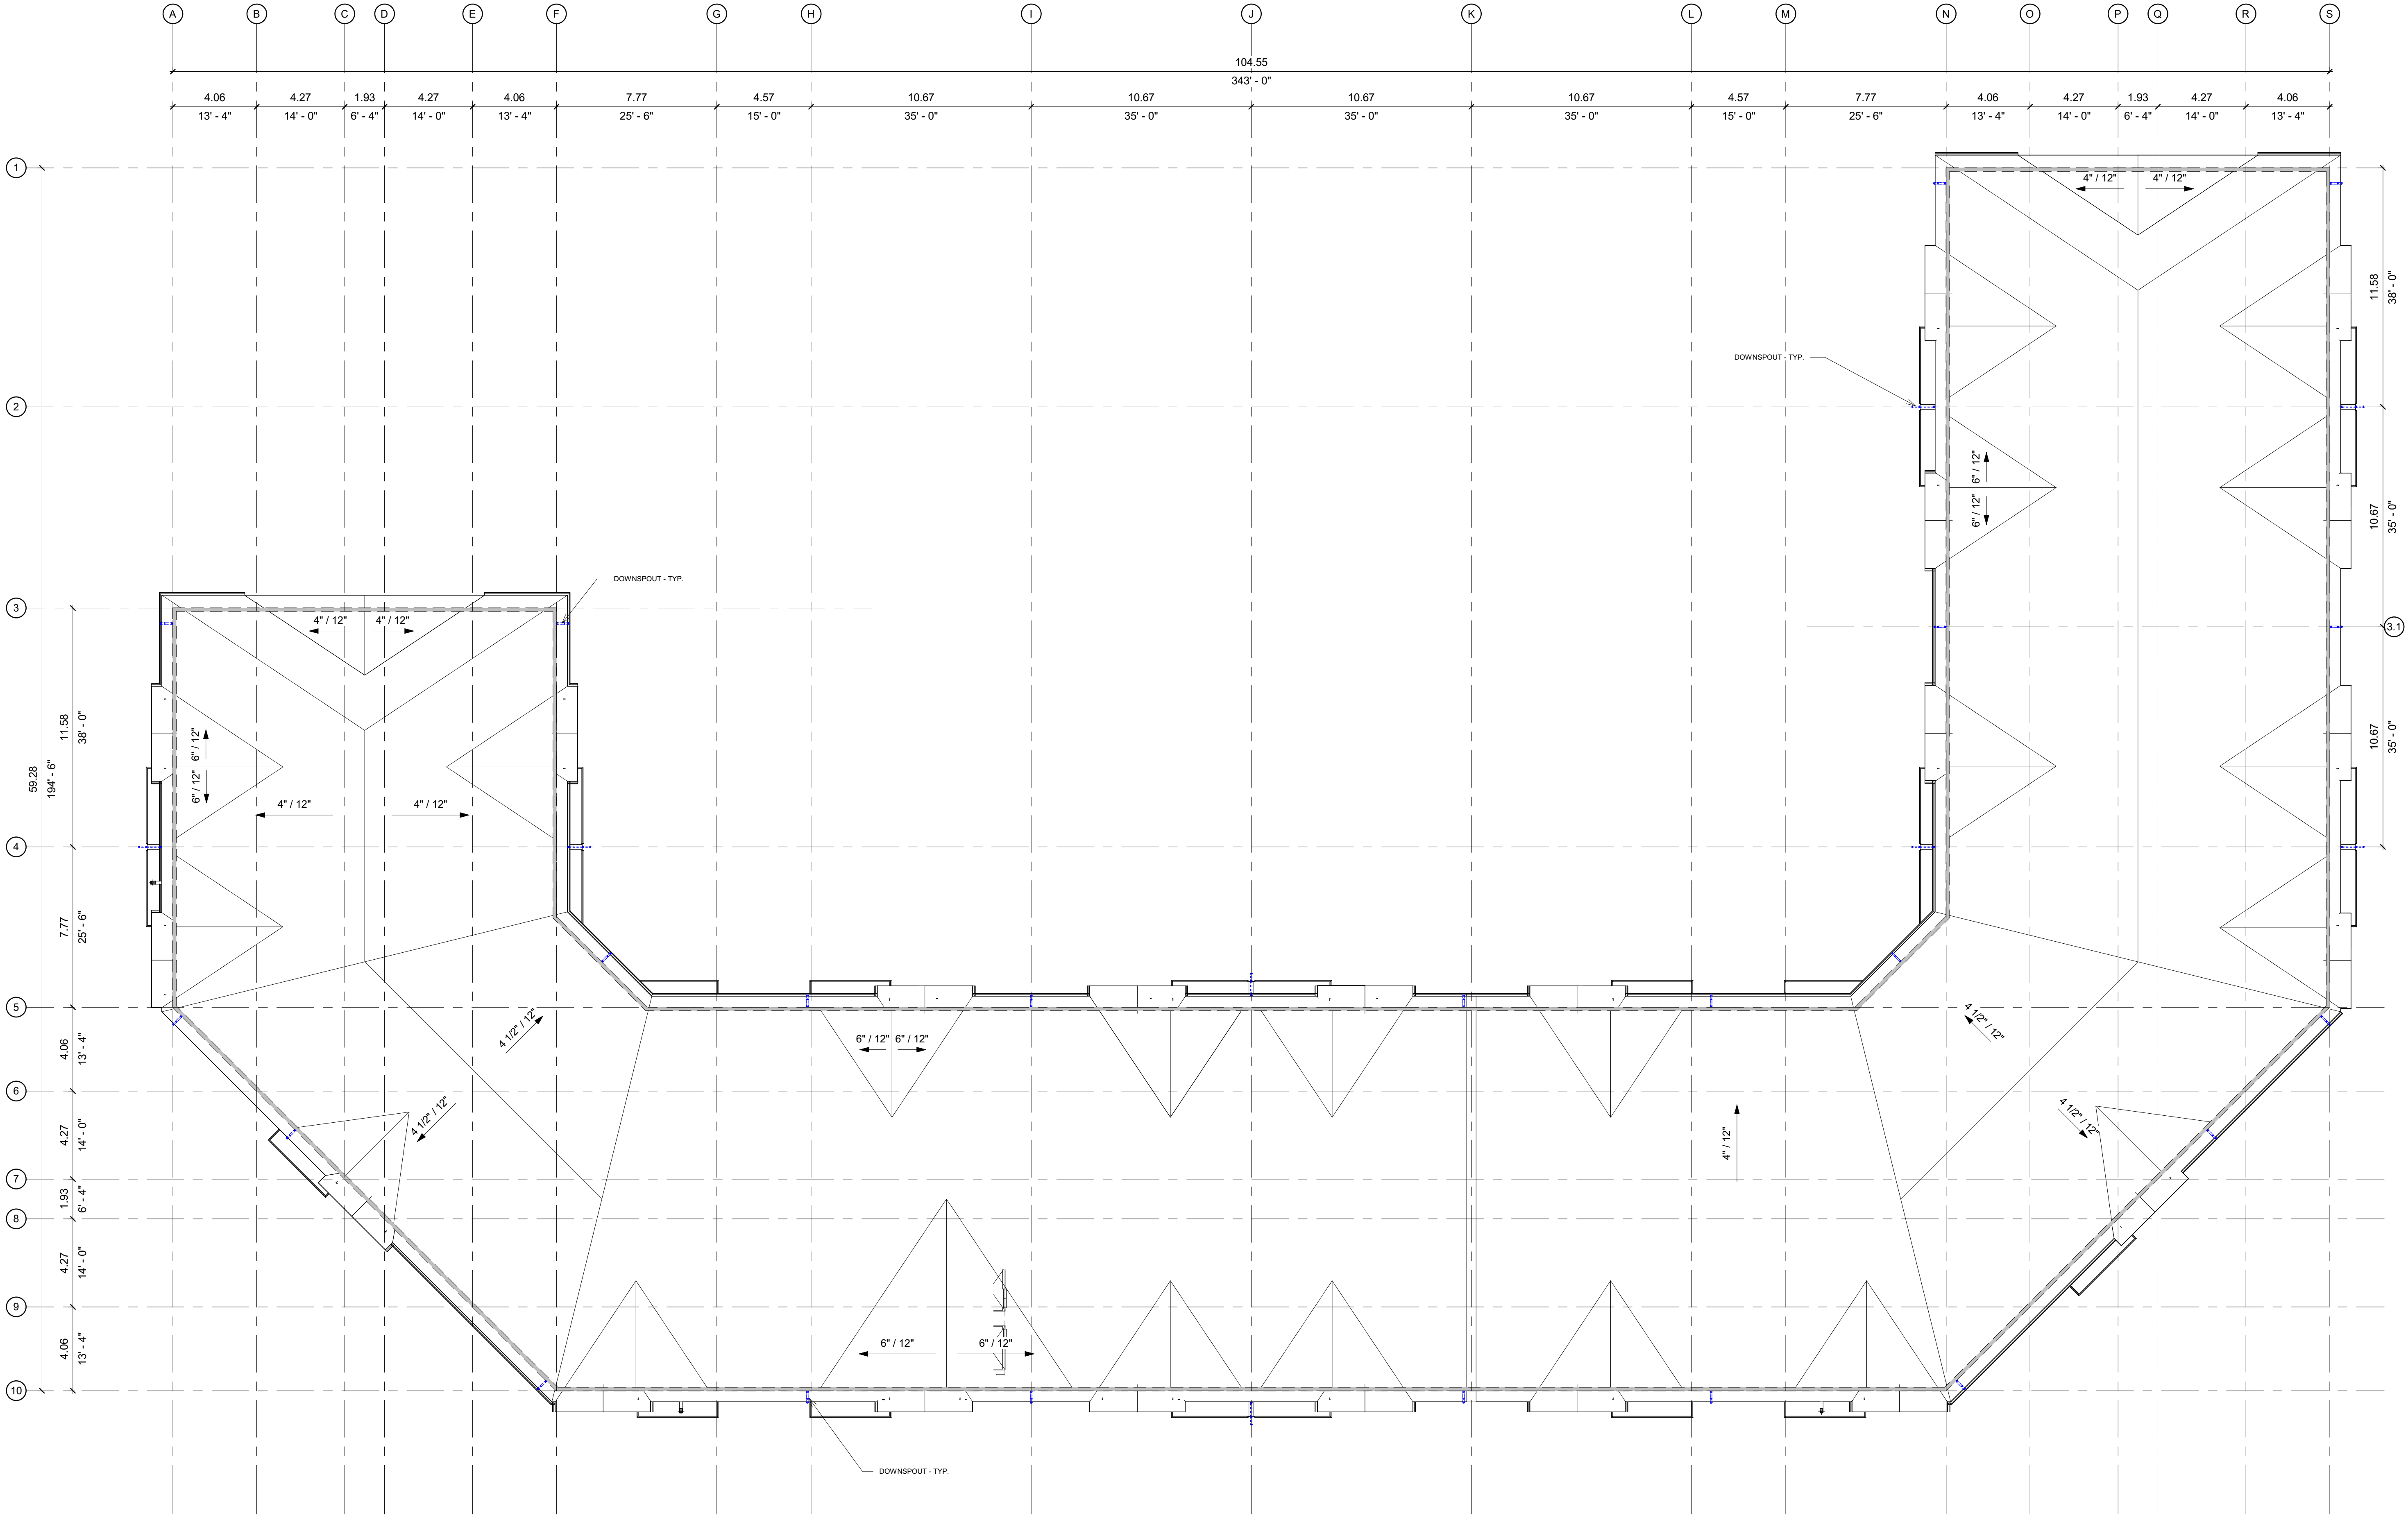 A B C D E F G H I J K L M N O P Q R S
104.55
343' - 0"
4.06 4.27 1.93 4.27 4.06 7.77 4.57 10.67 10.67 10.67 10.67 4.57 7.77 4.06 4.27 1.93 4.27 4.06
13' - 4" 14' - 0" 6' - 4" 14' - 0" 13' - 4" 25' - 6" 15' - 0" 35' - 0" 35' - 0" 35' - 0" 35' - 0" 15' - 0" 25' - 6" 13' - 4" 14' - 0" 6' - 4" 14' - 0" 13' - 4"
1
4" / 12" 4" / 12"
11.58
38' - 0"
DOWNSPOUT - TYP.
2
6" / 12"
6" / 12"
10.67
35' - 0"
DOWNSPOUT - TYP.
3
4" / 12" 4" / 12"
3.1
11.58
38' - 0"
6" / 12"
6" / 12"
10.67
35' - 0"
59.28
194' - 6"
4" / 12" 4" / 12"
4
7.77
25' - 6"
5
4 1/2" / 12"
4 1/2" / 12"
4.06
13' - 4"
6" / 12" 6" / 12"
6
4 1/2" / 12"
4 1/2" / 12"
4.27
14' - 0"
4" / 12"
7
1.93
6' - 4"
8
4.27
14' - 0"
9
4.06
13' - 4"
6" / 12" 6" / 12"
10
DOWNSPOUT - TYP.